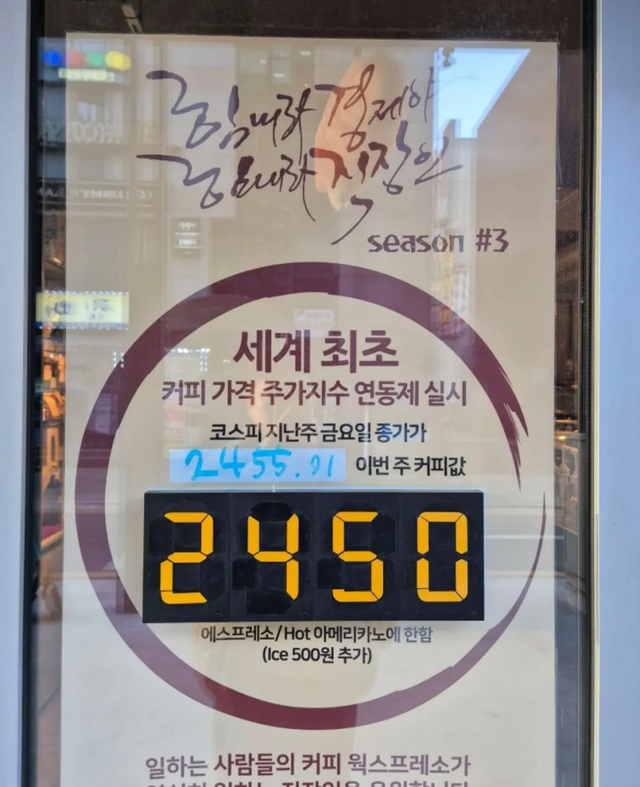 힘내라 경제야
힘내라 직장인
season #3
세계 최초
커피 가격 주가지수 연동제 실시
코스피 지난주 금요일 종가가
2455.91 이번 주 커피값
2450
에스프레소/Hot 아메리카노에 한함
(Ice 500원 추가)
일하는 사람들의 커피 웍스프레소가